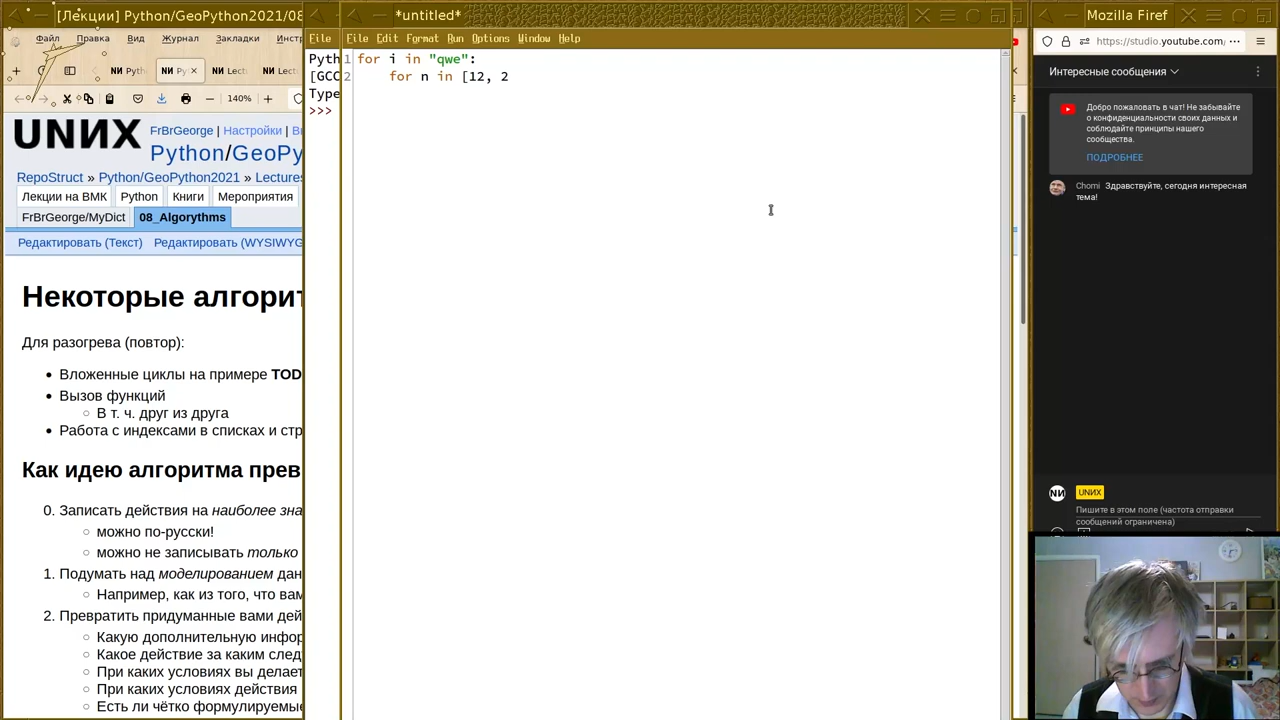 [Лекции] Python/GeoPython2021/08
Файл Правка Вид Журнал Закладки Инстр
Pyth Py Lect Lect
140%
UNИX
FrBrGeorge | Настройки | В
Python/GeoPy
RepoStruct » Python/GeoPython2021 » Lectures
Лекции на ВМК Python Книги Мероприятия
FrBrGeorge/MyDict 08_Algorythms
Редактировать (Текст) Редактировать (WYSIWYG
Некоторые алгорит
Для разогрева (повтор):
Вложенные циклы на примере TOD
Вызов функций
В т. ч. друг из друга
Работа с индексами в списках и стр
Как идею алгоритма прев
0. Записать действия на наиболее зна
можно по-русски!
можно не записывать только
1. Подумать над моделированием дан
Например, как из того, что вам
2. Превратить придуманные вами дей
Какую дополнительную инфор
Какое действие за каким след
При каких условиях вы делает
При каких условиях действия
Есть ли чётко формулируемые
File
Pyth
[GCC
Type
>>>
*untitled*
File Edit Format Run Options Window Help
1 for i in "qwe":
2 for n in [12, 2
Mozilla Firef
https://studio.youtube.com/
Интересные сообщения
Добро пожаловать в чат! Не забывайте
о конфиденциальности своих данных и
соблюдайте принципы нашего
сообщества.
ПОДРОБНЕЕ
Chomi Здравствуйте, сегодня интересная
тема!
NИ UNИX
Пишите в этом поле (частота отправки
сообщений ограничена)